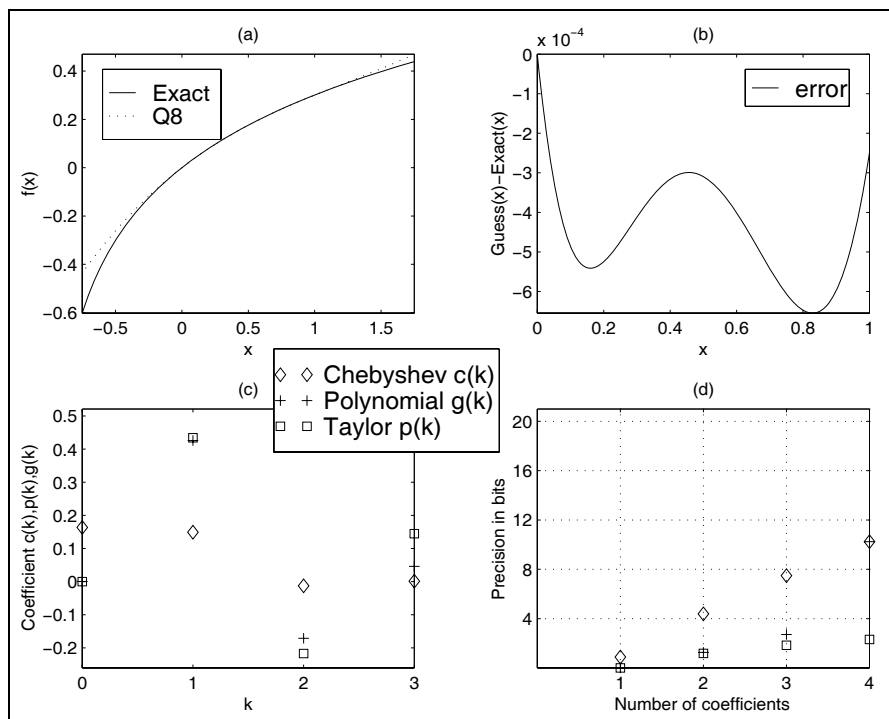 (a)
0.4
0.2
0
−0.2
−0.4
−0.6
f(x)
Exact
Q8
−0.5
0
0.5
1
1.5
x
(b)
x 10−4
0
−1
−2
−3
−4
−5
−6
Guess(x)−Exact(x)
error
0
0.2
0.4
0.6
0.8
1
x
(c)
0.5
0.4
0.3
0.2
0.1
0
−0.1
−0.2
Coefficient c(k),p(k),g(k)
Chebyshev c(k)
Polynomial g(k)
Taylor p(k)
0
1
2
3
k
(d)
20
16
12
8
4
Precision in bits
1
2
3
4
Number of coefficients